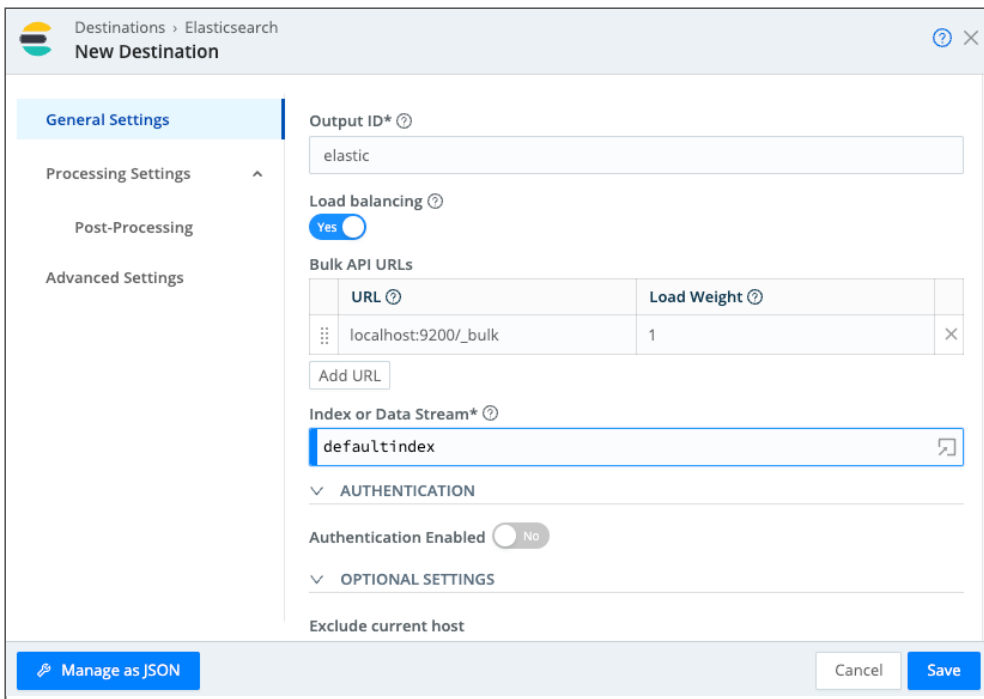 Destinations › Elasticsearch
New Destination
General Settings
Processing Settings
Post-Processing
Advanced Settings
Output ID*
elastic
Load balancing
Yes
Bulk API URLs
URL Load Weight
localhost:9200/_bulk 1
Add URL
Index or Data Stream*
defaultindex
AUTHENTICATION
Authentication Enabled No
OPTIONAL SETTINGS
Exclude current host
Manage as JSON Cancel Save